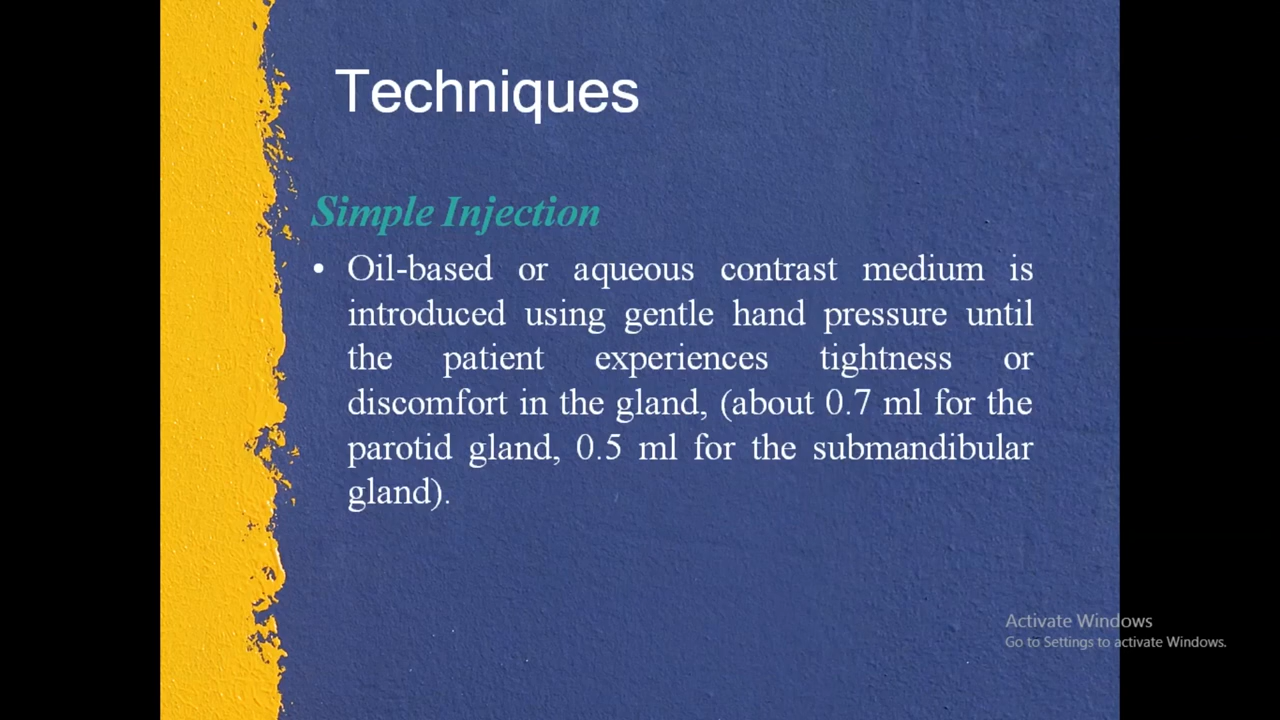 Techniques
Simple Injection
• Oil-based or aqueous contrast medium is
introduced using gentle hand pressure until
the patient experiences tightness or
discomfort in the gland, (about 0.7 ml for the
parotid gland, 0.5 ml for the submandibular
gland).
Activate Windows
Go to Settings to activate Windows.